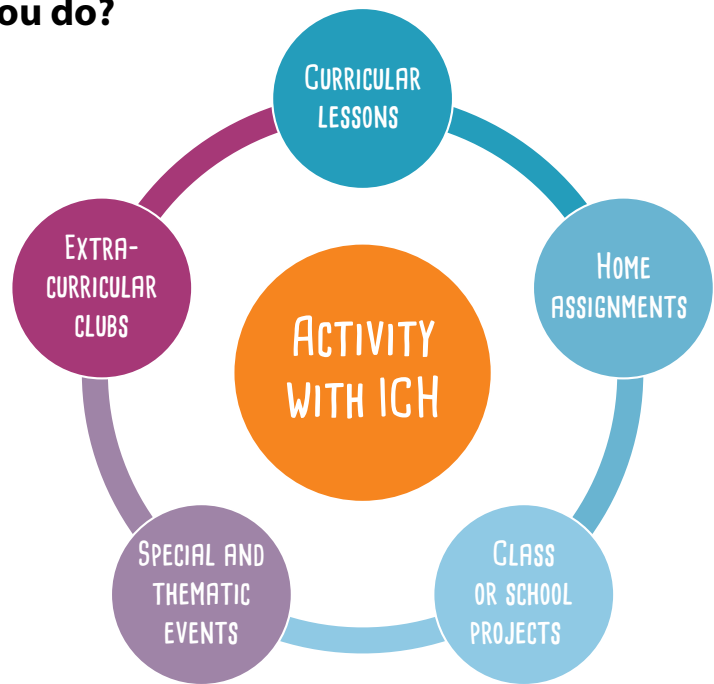 ou do?
CURRICULAR
LESSONS
HOME
ASSIGNMENTS
CLASS
OR SCHOOL
PROJECTS
SPECIAL AND
THEMATIC
EVENTS
EXTRA-
CURRICULAR
CLUBS
ACTIVITY
WITH ICH